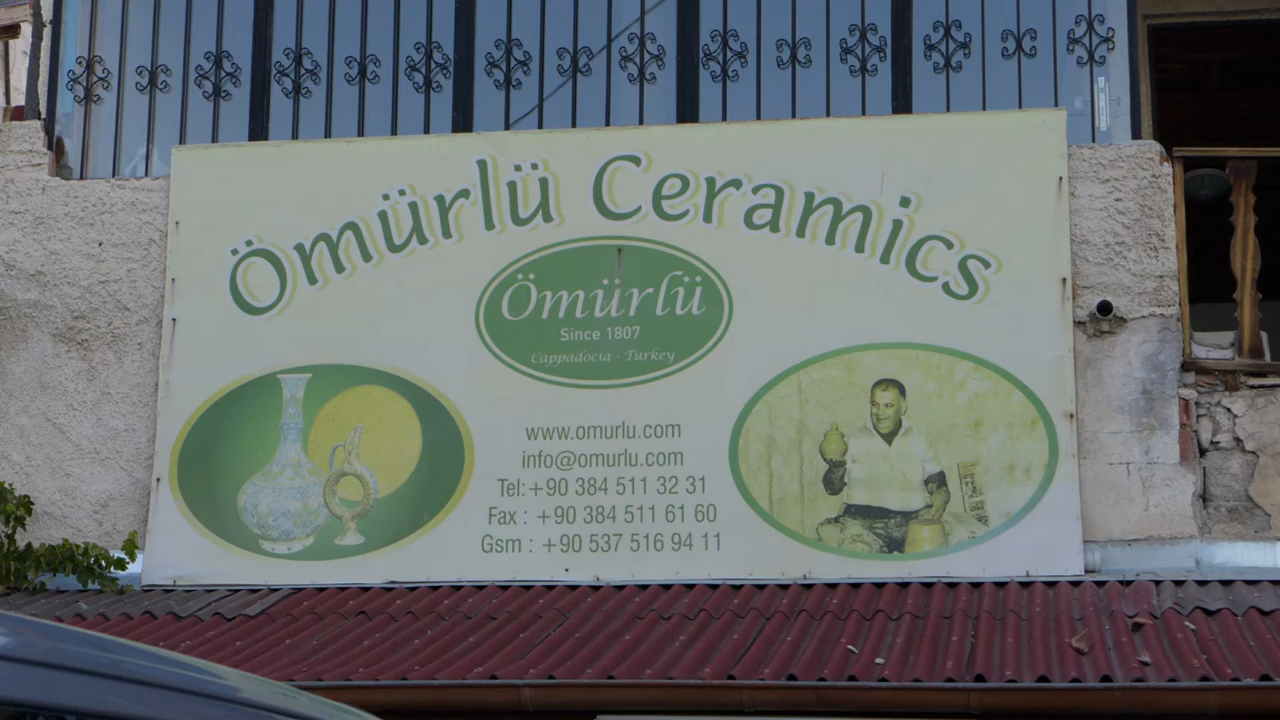 Ömürlü Ceramics
Ömürlü
Since 1807
Cappadocia - Turkey
www.omurlu.com
info@omurlu.com
Tel:+90 384 511 32 31
Fax : +90 384 511 61 60
Gsm : +90 537 516 94 11